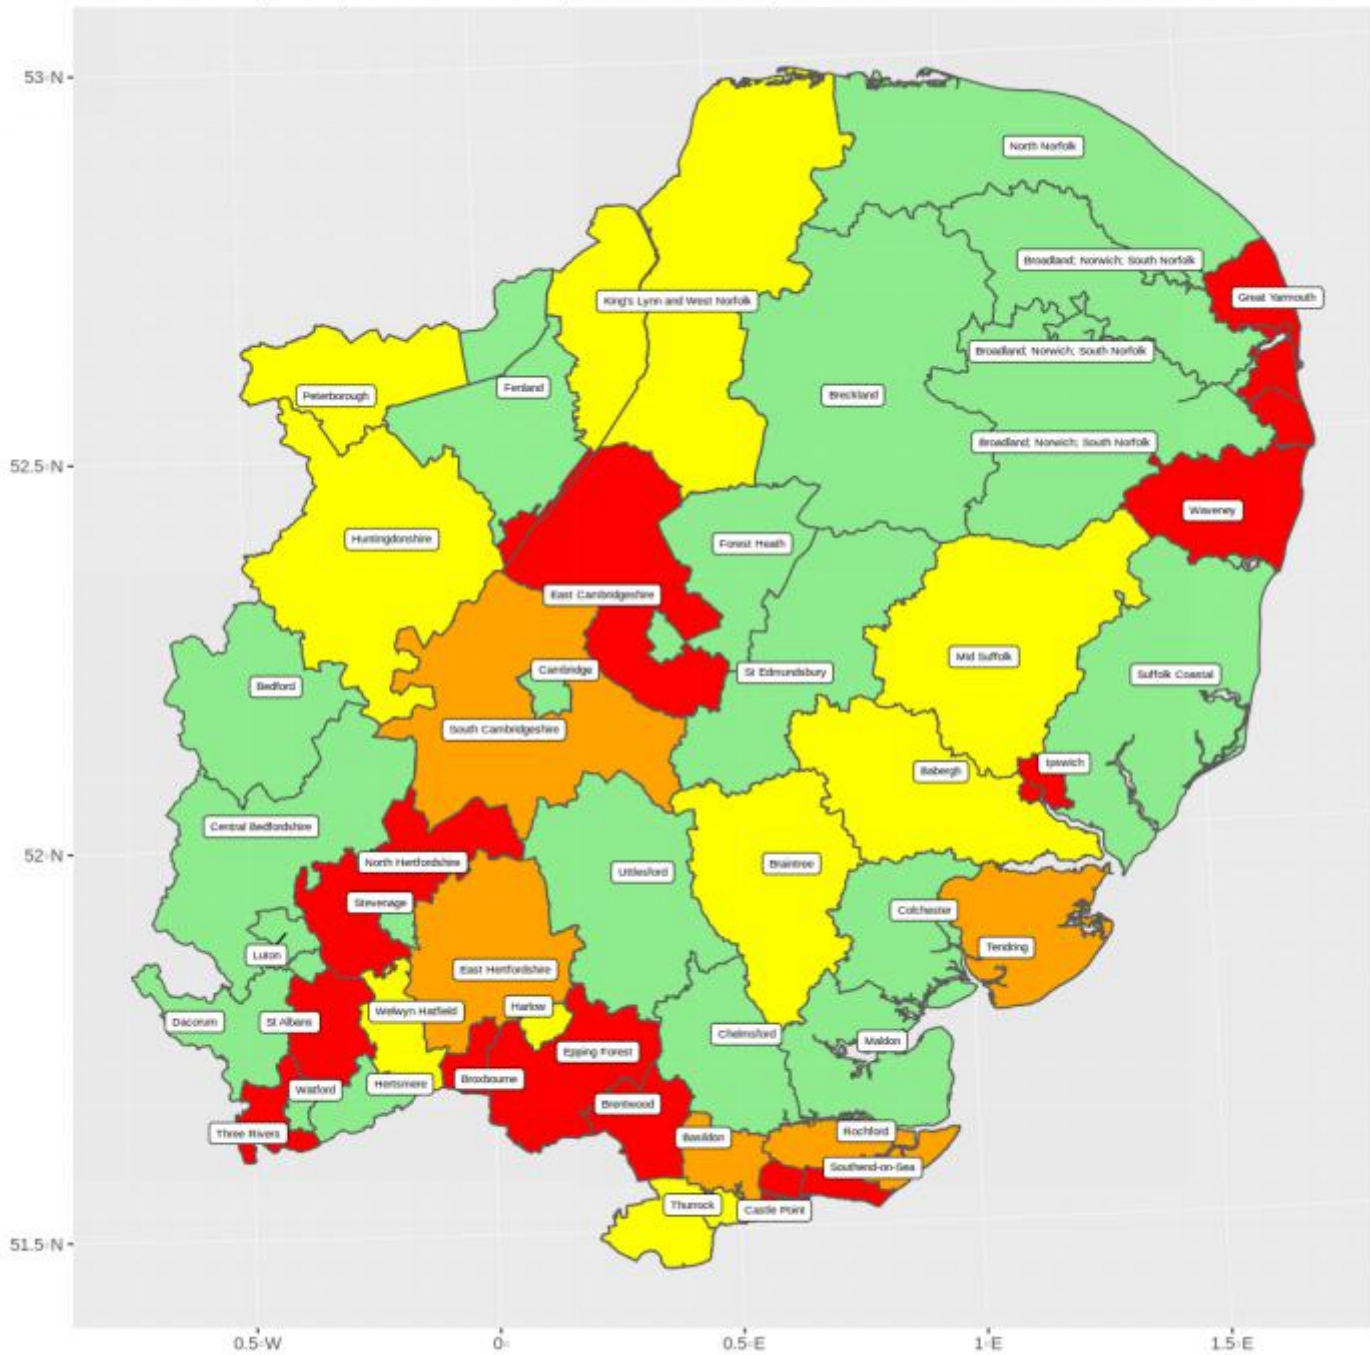 53◦N
North Norfolk
Broadland; Norwich; South Norfolk
Great Yarmouth
King's Lynn and West Norfolk
Broadland; Norwich; South Norfolk
Fenland
Peterborough
Breckland
Broadland; Norwich; South Norfolk
52.5◦N
Waveney
Huntingdonshire
Forest Heath
East Cambridgeshire
Mid Suffolk
Cambridge
St Edmundsbury
Suffolk Coastal
Bedford
South Cambridgeshire
Ipswich
Babergh
Central Bedfordshire
52◦N
North Hertfordshire
Braintree
Uttlesford
Stevenage
Colchester
Tendring
Luton
East Hertfordshire
Harlow
Welwyn Hatfield
Dacorum
St Albans
Chelmsford
Maldon
Epping Forest
Broxbourne
Hertsmere
Watford
Brentwood
Three Rivers
Basildon
Rochford
Southend-on-Sea
Thurrock
Castle Point
51.5◦N
0.5◦W
0◦
0.5◦E
1◦E
1.5◦E